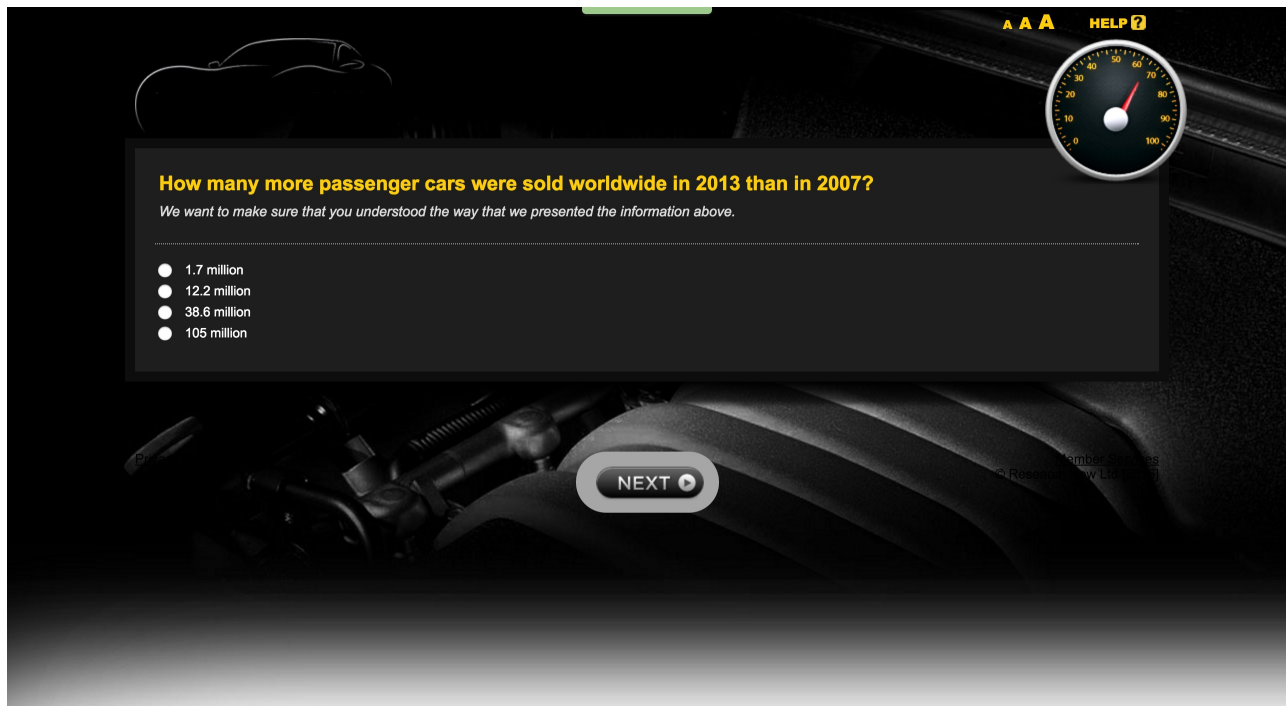 A A A HELP ?
50
40 60
30 70
20 80
10 90
0 100
How many more passenger cars were sold worldwide in 2013 than in 2007?
We want to make sure that you understood the way that we presented the information above.
1.7 million
12.2 million
38.6 million
105 million
Member
© Research
NEXT